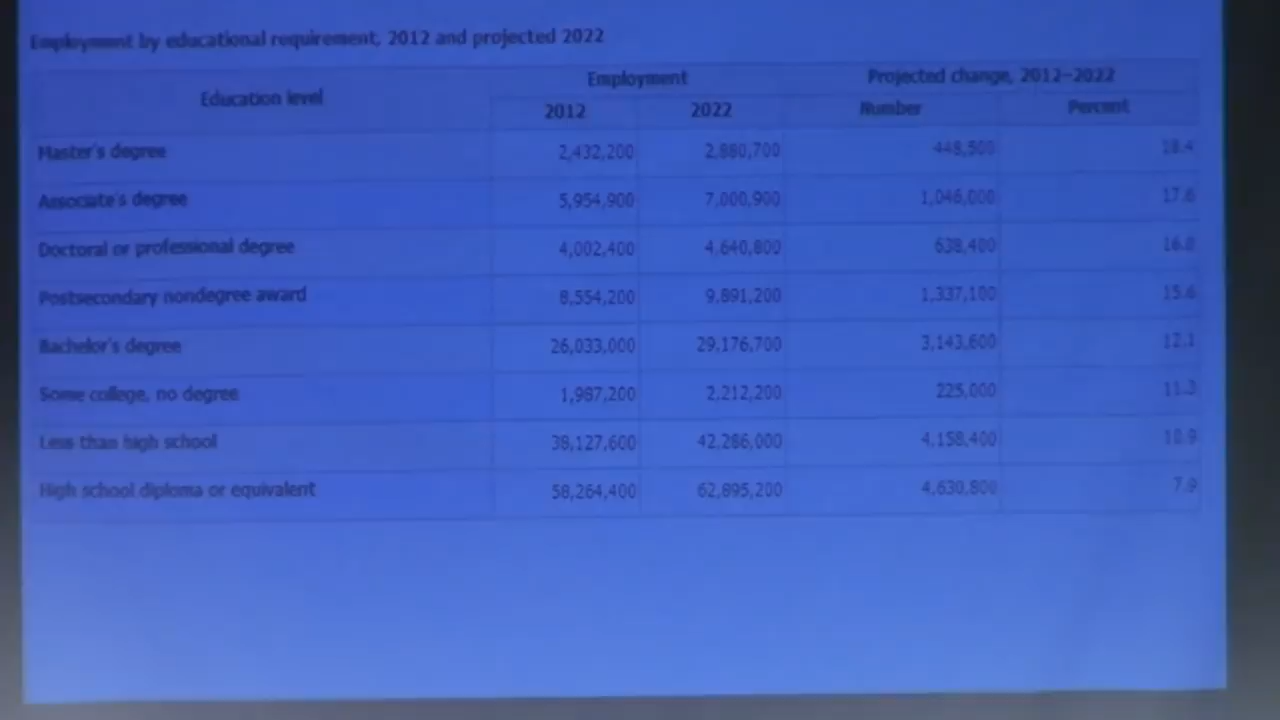 Employment by educational requirement, 2012 and projected 2022
Education level Employment Projected change, 2012–2022
2012 2022 Number Percent
Master's degree 2,432,200 2,880,700 448,500 18.4
Associate's degree 5,954,900 7,000,900 1,046,000 17.6
Doctoral or professional degree 4,002,400 4,640,800 638,400 16.0
Postsecondary nondegree award 8,554,200 9,891,200 1,337,100 15.6
Bachelor's degree 26,033,000 29,176,700 3,143,600 12.1
Some college, no degree 1,987,200 2,212,200 225,000 11.3
Less than high school 38,127,600 42,286,000 4,158,400 10.9
High school diploma or equivalent 58,264,400 62,895,200 4,630,800 7.9